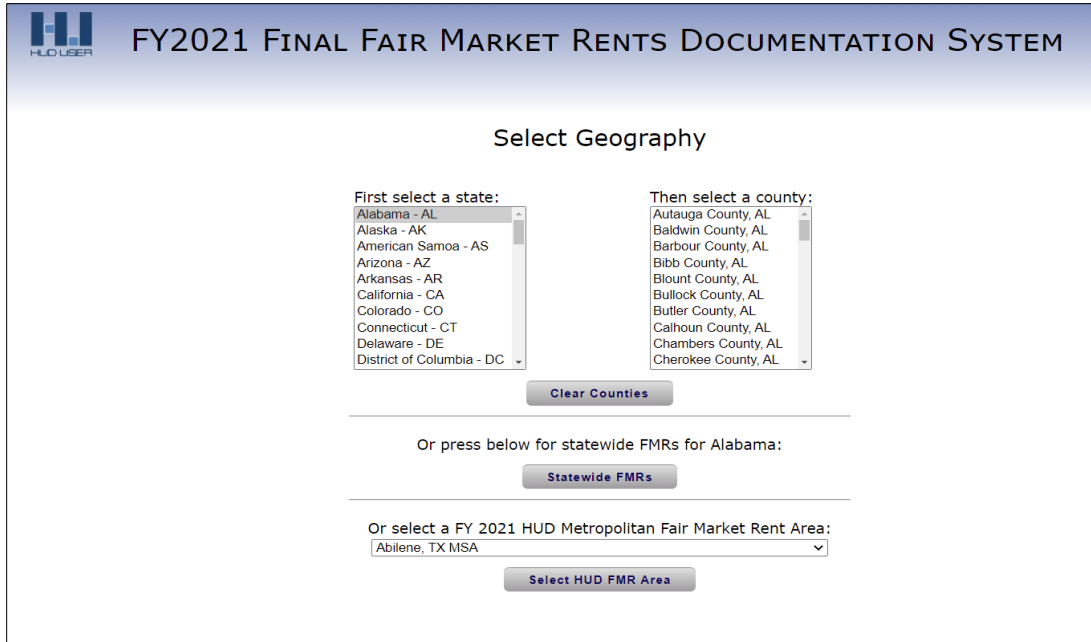 HUD USER
FY2021 Final Fair Market Rents Documentation System
Select Geography
First select a state:
Alabama - AL
Alaska - AK
American Samoa - AS
Arizona - AZ
Arkansas - AR
California - CA
Colorado - CO
Connecticut - CT
Delaware - DE
District of Columbia - DC
Then select a county:
Autauga County, AL
Baldwin County, AL
Barbour County, AL
Bibb County, AL
Blount County, AL
Bullock County, AL
Butler County, AL
Calhoun County, AL
Chambers County, AL
Cherokee County, AL
Clear Counties
Or press below for statewide FMRs for Alabama:
Statewide FMRs
Or select a FY 2021 HUD Metropolitan Fair Market Rent Area:
Abilene, TX MSA
Select HUD FMR Area